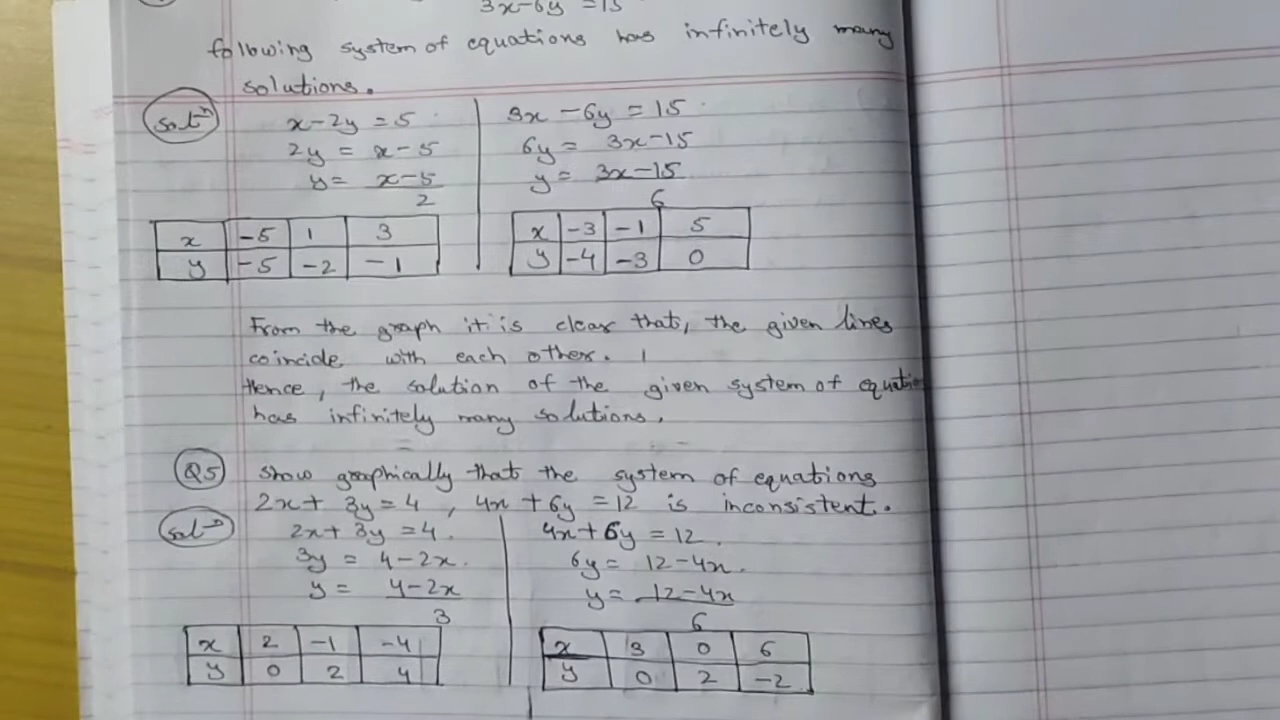 3x-6y = 15
following system of equations has infinitely many
solutions.
Solⁿ
x-2y = 5
2y = x-5
y = x-5
2
x -5 1 3
y -5 -2 -1
3x - 6y = 15
6y = 3x-15
y = 3x-15
6
x -3 -1 5
y -4 -3 0
From the graph it is clear that, the given lines
coincide with each other.
Hence, the solution of the given system of equation
has infinitely many solutions.
Q5 Show graphically that the system of equations
2x+ 3y = 4 , 4x + 6y = 12 is inconsistent.
Solⁿ
2x+ 3y = 4.
3y = 4-2x.
y = 4-2x
3
x 2 -1 -4
y 0 2 4
4x+6y = 12.
6y = 12-4x.
y = 12-4x
6
x 3 0 6
y 0 2 -2